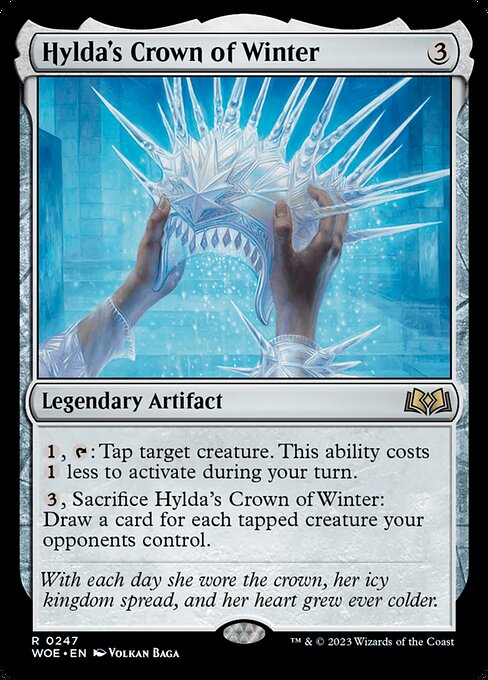 Hylda's Crown of Winter 3
Legendary Artifact
1, : Tap target creature. This ability costs
1 less to activate during your turn.
3, Sacrifice Hylda's Crown of Winter:
Draw a card for each tapped creature your
opponents control.
With each day she wore the crown, her icy
kingdom spread, and her heart grew ever colder.
R 0247
WOE • EN Volkan Baga
™ & © 2023 Wizards of the Coast